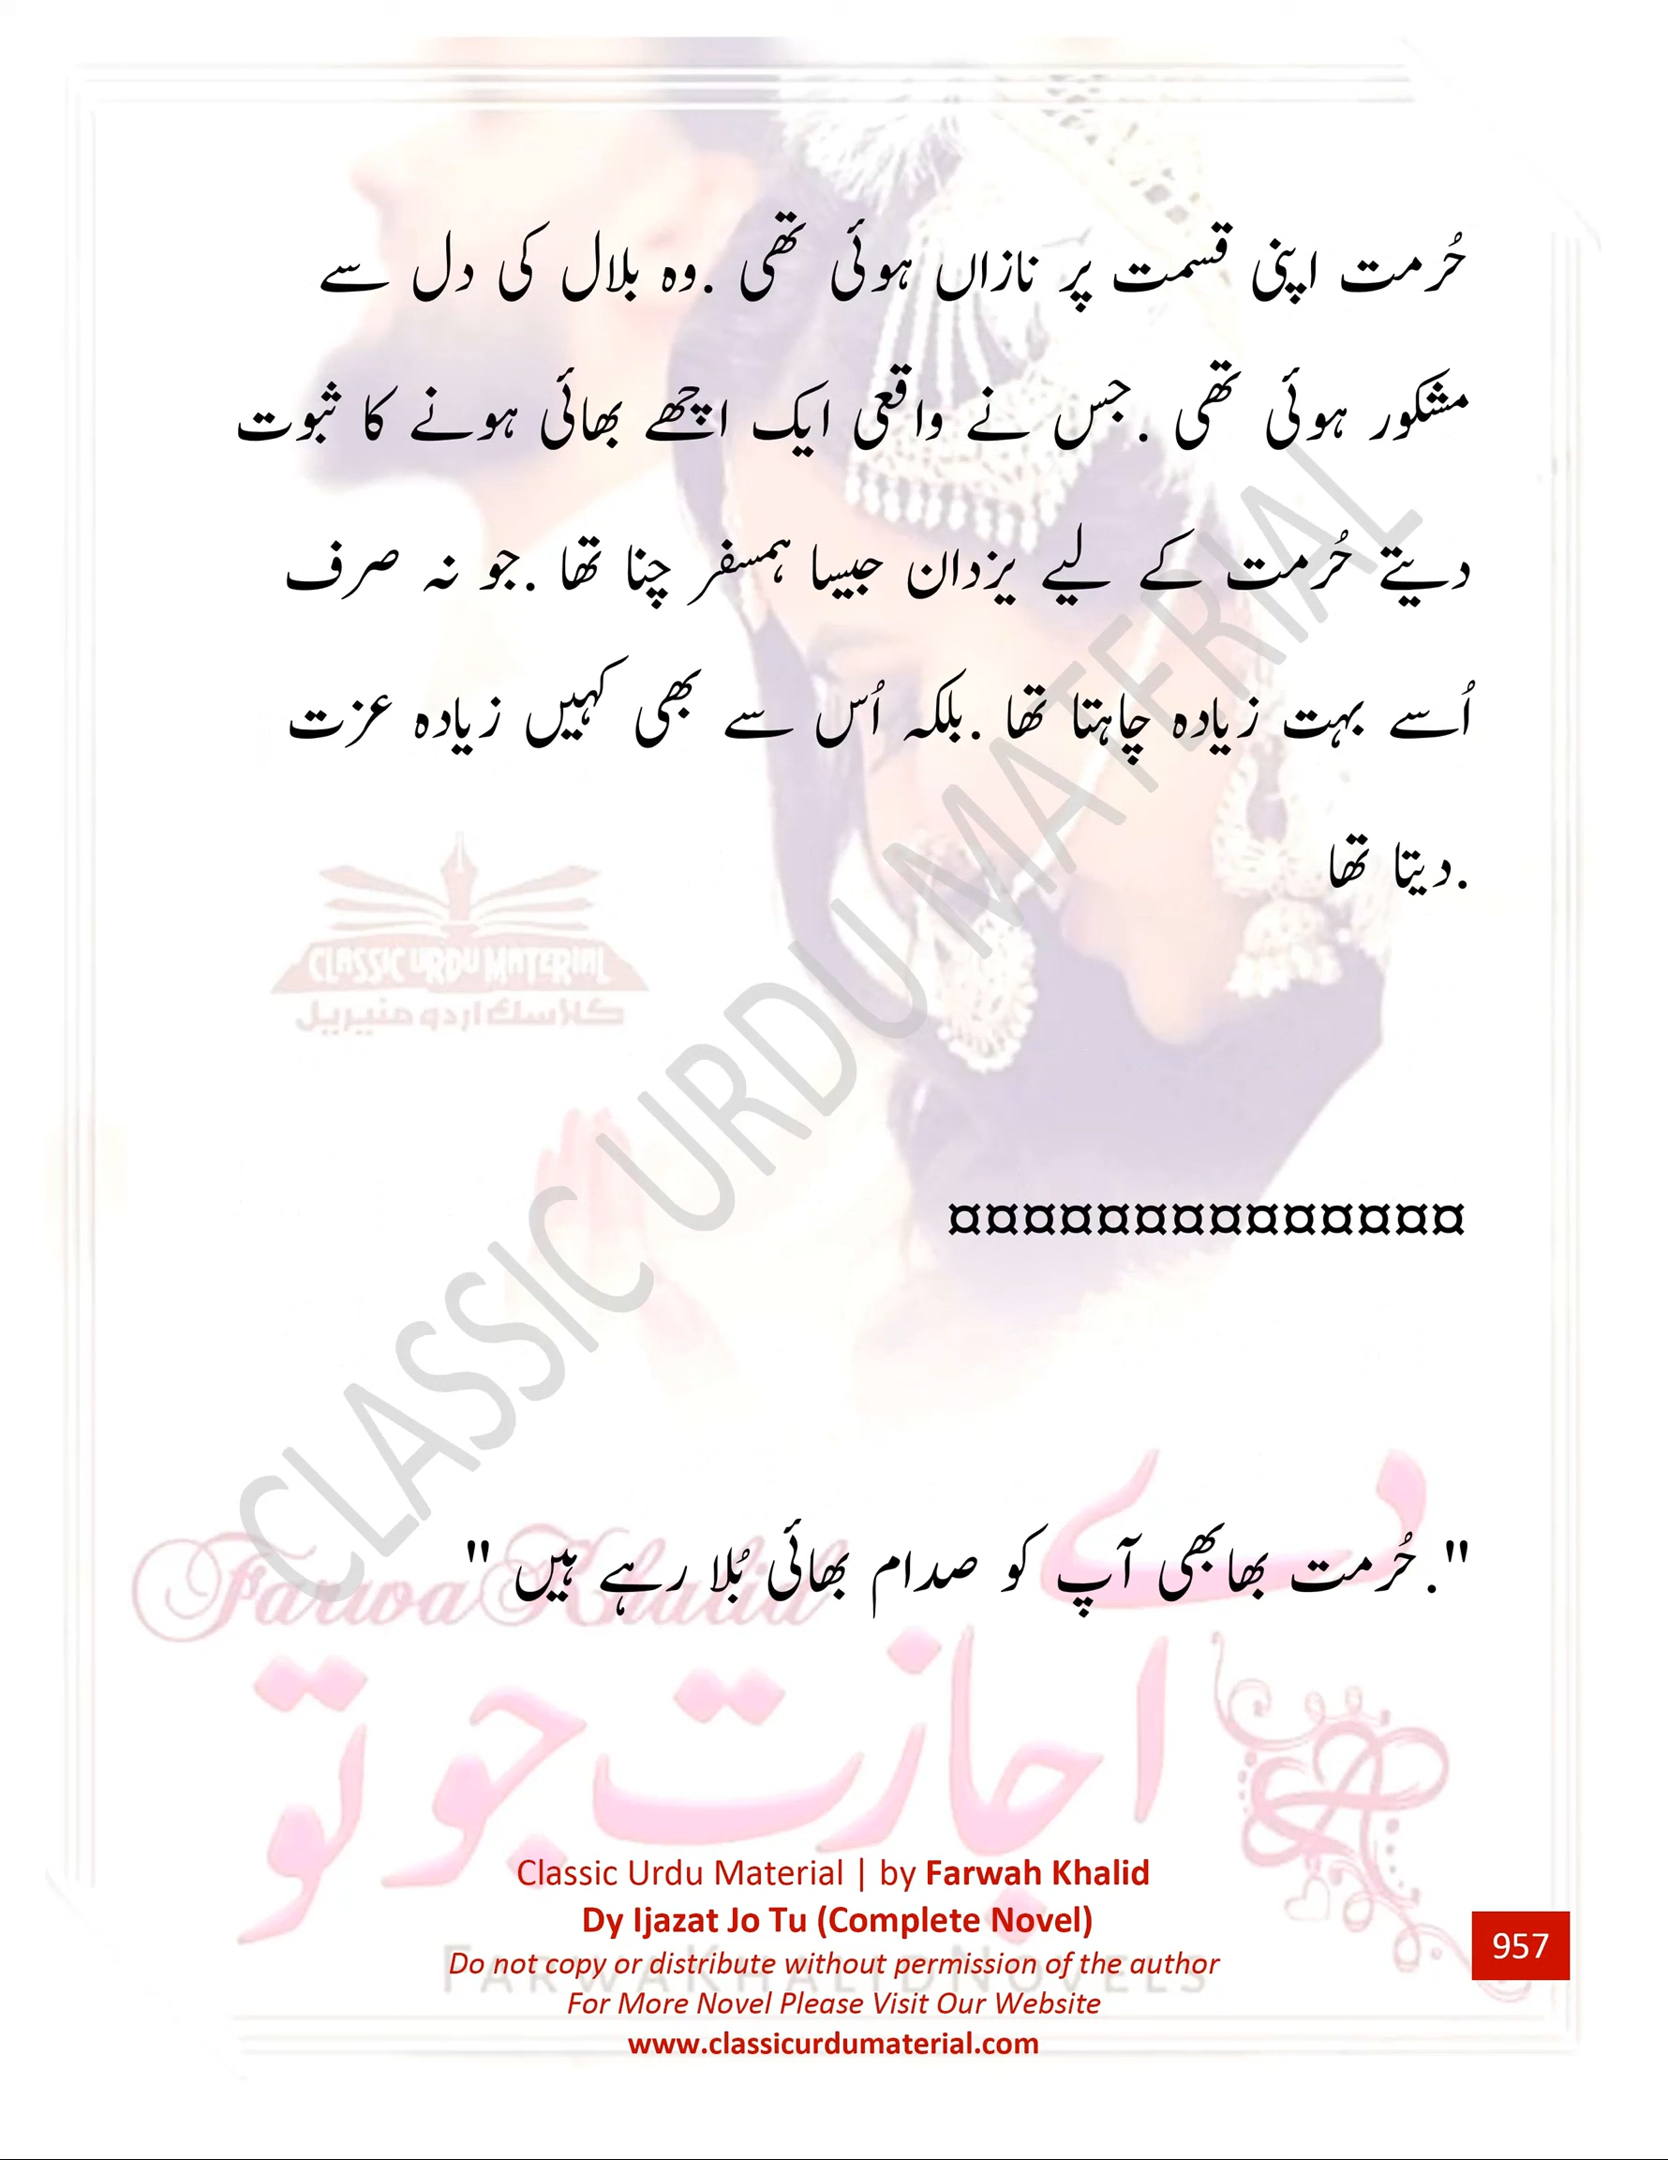 حُرمت اپنی قسمت پر نازاں ہوئی تھی .وہ بلال کی دل سے
مشکور ہوئی تھی .جس نے واقعی ایک اچھے بھائی ہونے کا ثبوت
دیتے حُرمت کے لیے یزدان جیسا ہمسفر چنا تھا .جو نہ صرف
اُسے بہت زیادہ چاہتا تھا .بلکہ اُس سے بھی کہیں زیادہ عزت
.دیتا تھا
CLASSIC URDU MATERIAL
کلاسک اردو مٹیریل
CLASSIC URDU MATERIAL
¤¤¤¤¤¤¤¤¤¤¤¤¤¤
".حُرمت بھابھی آپ کو صدام بھائی بُلا رہے ہیں "
Farwa Khalid
دے
اجازت جو تو
Classic Urdu Material | by Farwah Khalid
Dy Ijazat Jo Tu (Complete Novel)
FARWAKHALIDNOVELS
Do not copy or distribute without permission of the author
For More Novel Please Visit Our Website
www.classicurdumaterial.com
957